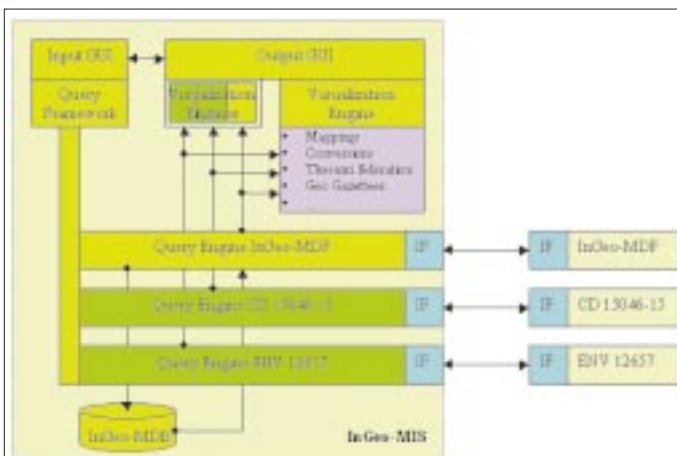 Input GUI
Output GUI
Query
Framework
Visualization
Engine
Visualization
Engine
Mappings
Conversions
Thesauri
Geo Gazetteer
Query Engine InGeo-MDF
IF
IF
InGeo-MDF
Query Engine CD 15046-15
IF
IF
CD 15046-15
Query Engine ENV 12657
IF
IF
ENV 12657
InGeo-MDB
InGeo-MIS